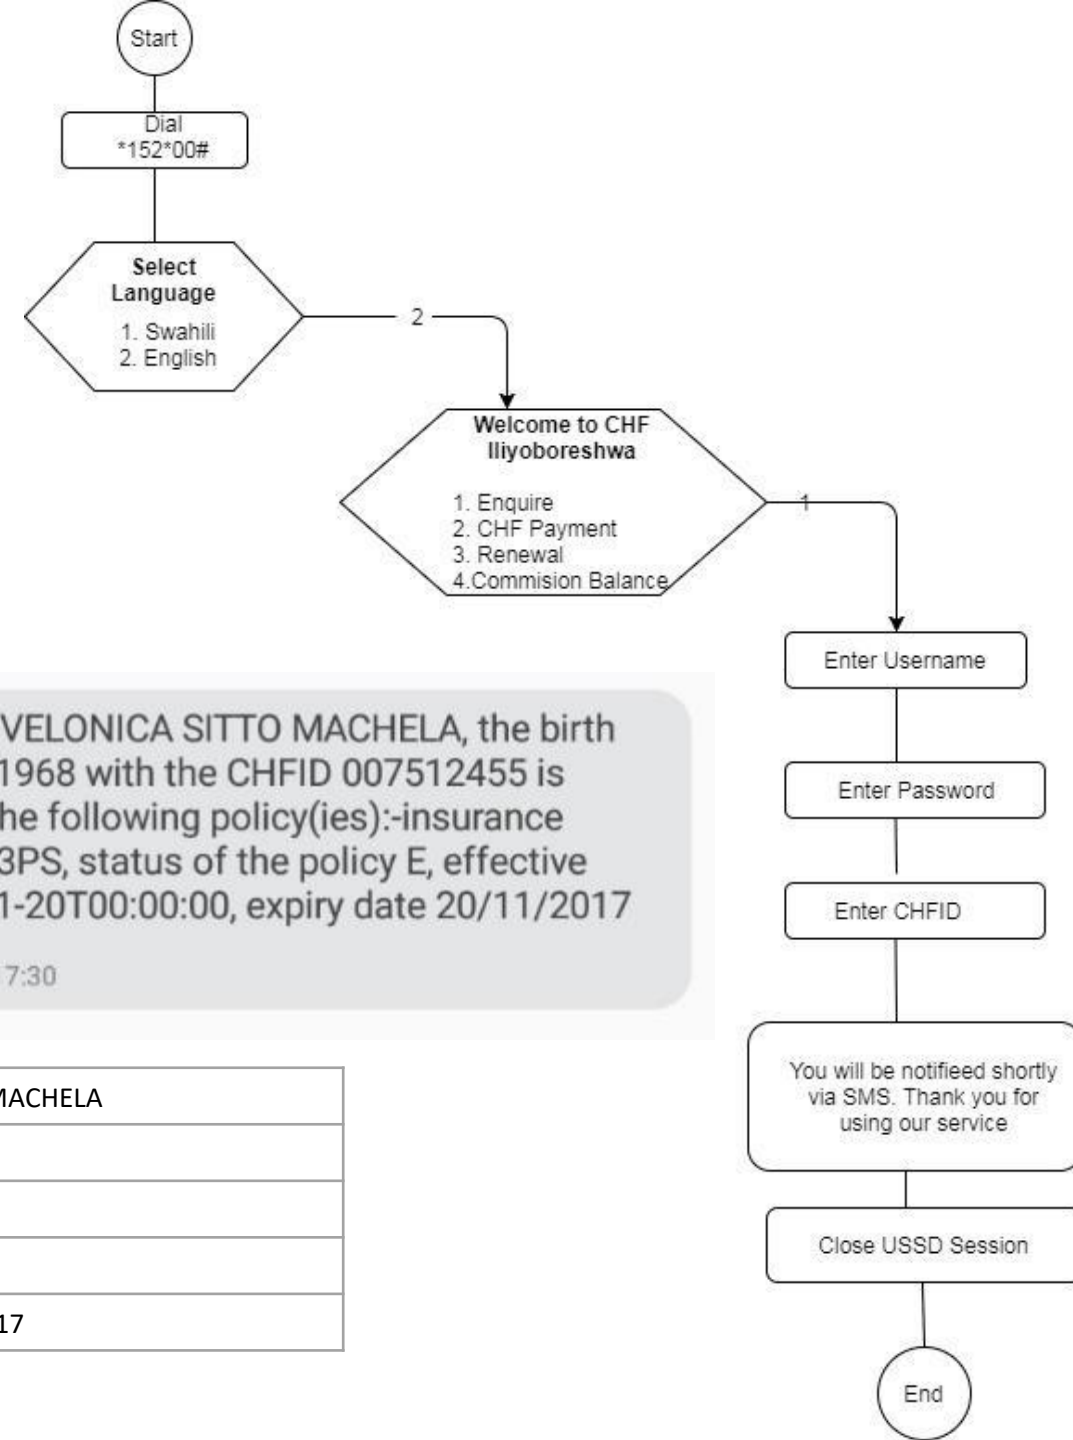 Start
Dial
*152*00#
Select
Language
1. Swahili
2. English
2
Welcome to CHF
Iliyoboreshwa
1. Enquire
2. CHF Payment
3. Renewal
4.Commision Balance
1
Enter Username
Enter Password
Enter CHFID
You will be notifieed shortly
via SMS. Thank you for
using our service
Close USSD Session
End
VELONICA SITTO MACHELA, the birth
1968 with the CHFID 007512455 is
he following policy(ies):-insurance
3PS, status of the policy E, effective
1-20T00:00:00, expiry date 20/11/2017
7:30
MACHELA
17